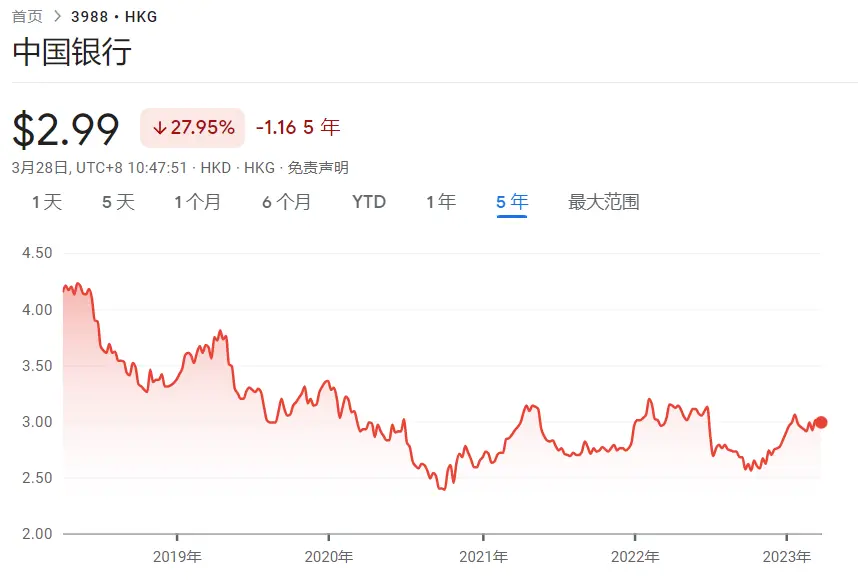 首页 > 3988 • HKG
中国银行
$2.99 ↓27.95% -1.16 5 年
3月28日, UTC+8 10:47:51 · HKD · HKG · 免责声明
1 天 5 天 1 个月 6 个月 YTD 1 年 5 年 最大范围
4.50
4.00
3.50
3.00
2.50
2.00
2019年 2020年 2021年 2022年 2023年